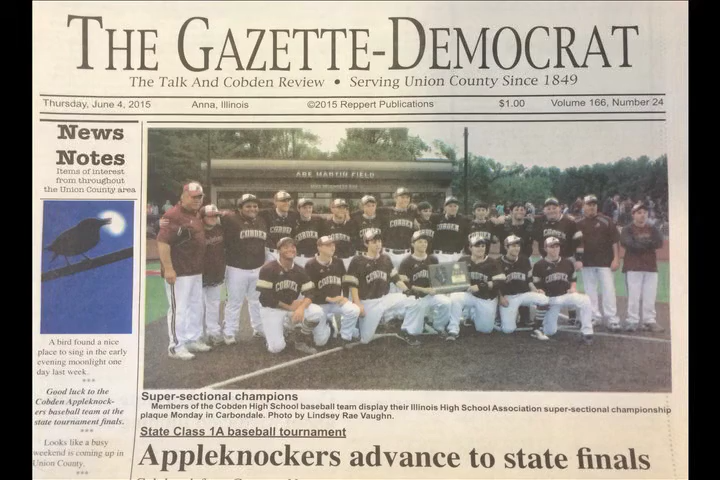 THE GAZETTE-DEMOCRAT
The Talk And Cobden Review • Serving Union County Since 1849
Thursday, June 4, 2015 Anna, Illinois ©2015 Reppert Publications $1.00 Volume 166, Number 24
News
Notes
Items of interest
from throughout
the Union County area
A bird found a nice
place to sing in the early
evening moonlight one
day last week.
***
Good luck to the
Cobden Appleknock-
ers baseball team at the
state tournament finals.
***
Looks like a busy
weekend is coming up in
Union County.
***
ABE MARTIN FIELD
COBDEN
COBDEN
COBDEN
COBDEN
Super-sectional champions
Members of the Cobden High School baseball team display their Illinois High School Association super-sectional championship
plaque Monday in Carbondale. Photo by Lindsey Rae Vaughn.
State Class 1A baseball tournament
Appleknockers advance to state finals